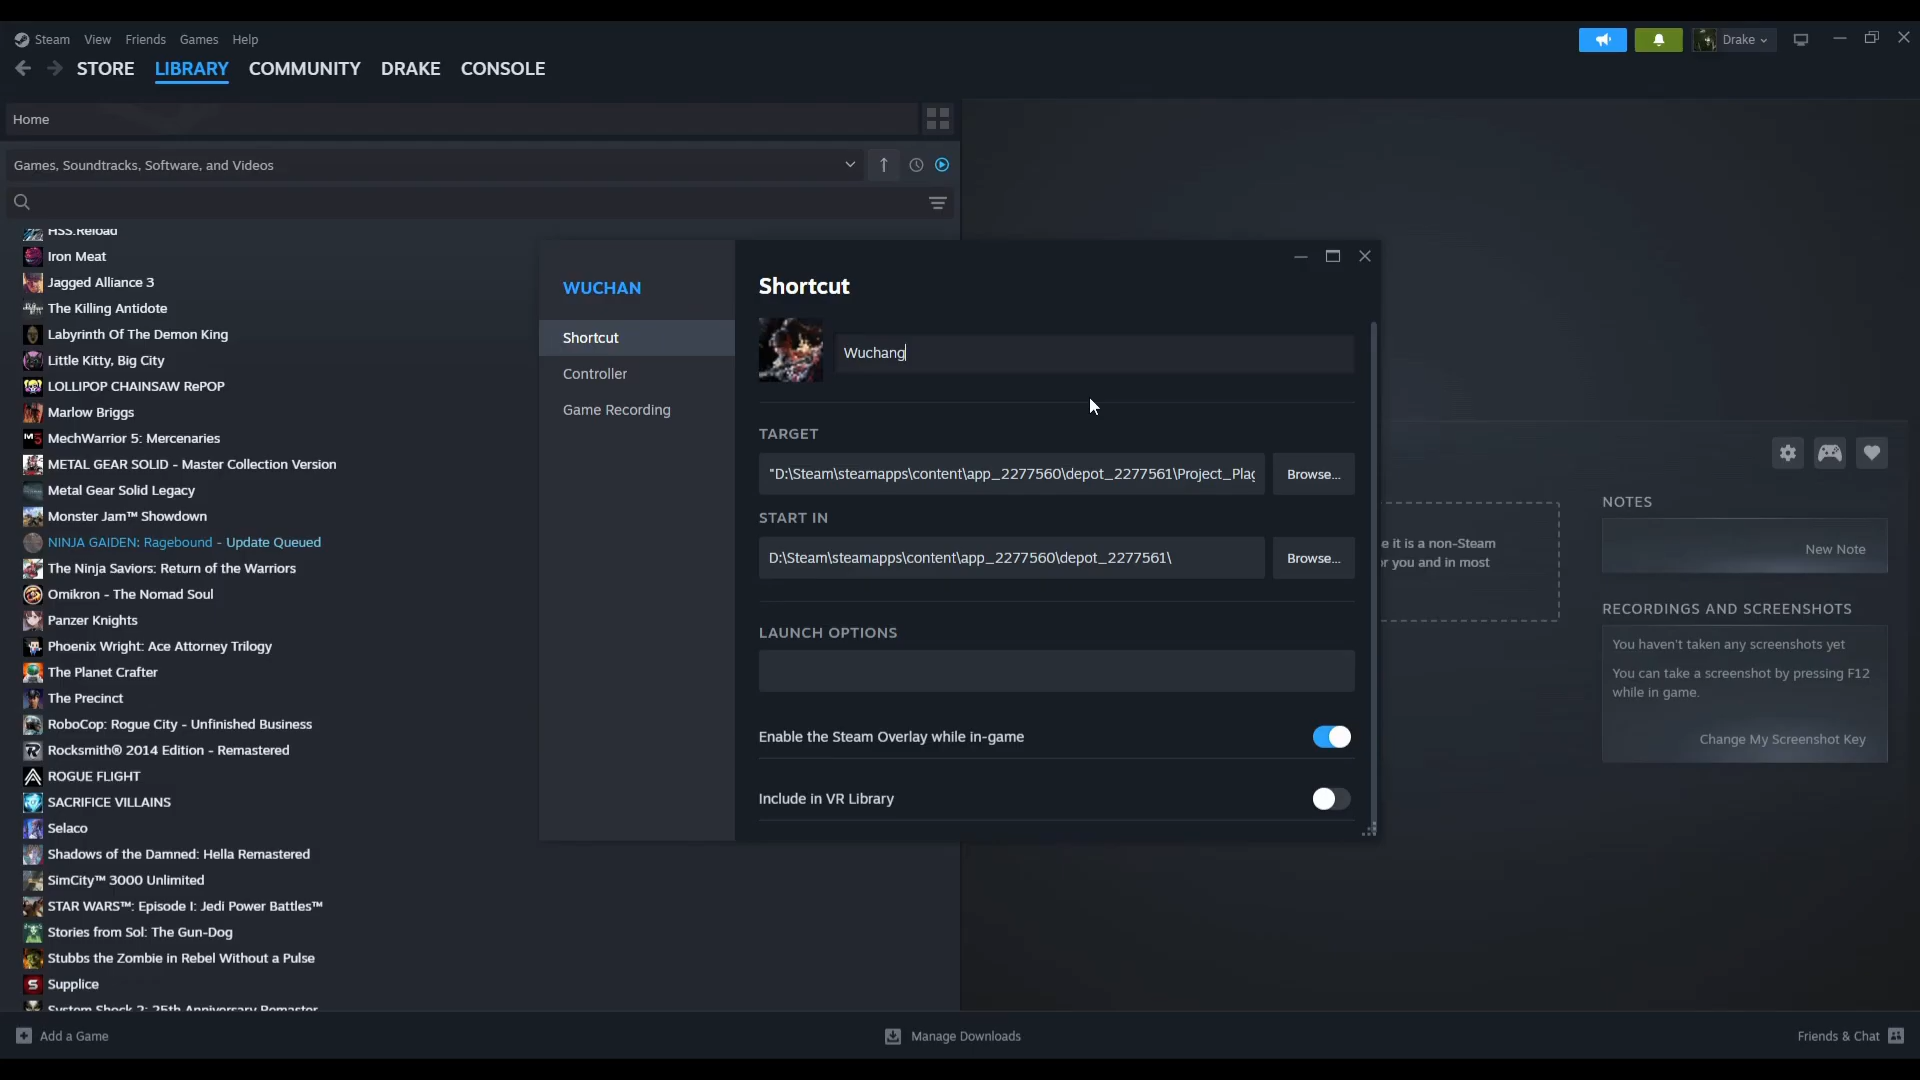 Steam View Friends Games Help
Drake
STORE LIBRARY COMMUNITY DRAKE CONSOLE
Home
Games, Soundtracks, Software, and Videos
HSS:Reload
Iron Meat
Jagged Alliance 3
The Killing Antidote
Labyrinth Of The Demon King
Little Kitty, Big City
LOLLIPOP CHAINSAW RePOP
Marlow Briggs
MechWarrior 5: Mercenaries
METAL GEAR SOLID - Master Collection Version
Metal Gear Solid Legacy
Monster Jam™ Showdown
NINJA GAIDEN: Ragebound - Update Queued
The Ninja Saviors: Return of the Warriors
Omikron - The Nomad Soul
Panzer Knights
Phoenix Wright: Ace Attorney Trilogy
The Planet Crafter
The Precinct
RoboCop: Rogue City - Unfinished Business
Rocksmith® 2014 Edition - Remastered
ROGUE FLIGHT
SACRIFICE VILLAINS
Selaco
Shadows of the Damned: Hella Remastered
SimCity™ 3000 Unlimited
STAR WARS™: Episode I: Jedi Power Battles™
Stories from Sol: The Gun-Dog
Stubbs the Zombie in Rebel Without a Pulse
Supplice
System Shock 2: 25th Anniversary Remaster
WUCHAN
Shortcut
Controller
Game Recording
Shortcut
Wuchang
TARGET
"D:\Steam\steamapps\content\app_2277560\depot_2277561\Project_Plag
Browse...
START IN
D:\Steam\steamapps\content\app_2277560\depot_2277561\
Browse...
LAUNCH OPTIONS
Enable the Steam Overlay while in-game
Include in VR Library
e it is a non-Steam
or you and in most
NOTES
New Note
RECORDINGS AND SCREENSHOTS
You haven't taken any screenshots yet
You can take a screenshot by pressing F12
while in game.
Change My Screenshot Key
Add a Game
Manage Downloads
Friends & Chat